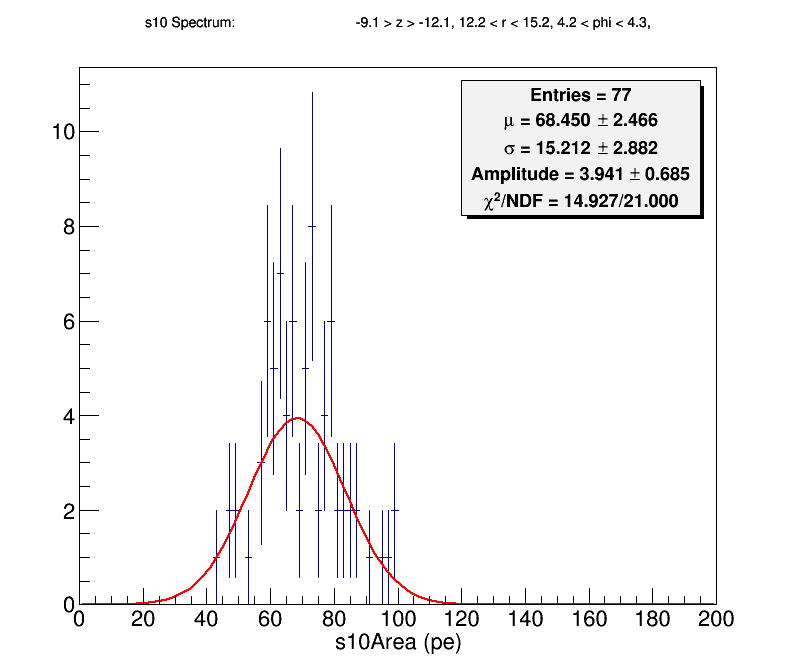 s10 Spectrum: -9.1 > z > -12.1, 12.2 < r < 15.2, 4.2 < phi < 4.3,
Entries = 77
μ = 68.450 ± 2.466
σ = 15.212 ± 2.882
Amplitude = 3.941 ± 0.685
χ²/NDF = 14.927/21.000
10
8
6
4
2
0
0 20 40 60 80 100 120 140 160 180 200
s10Area (pe)